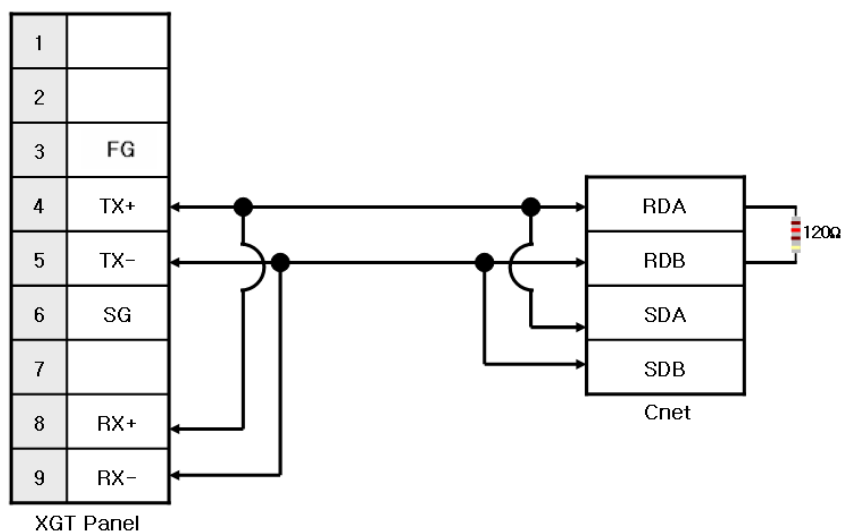 1
2
3 FG
4 TX+
5 TX-
6 SG
7
8 RX+
9 RX-
XGT Panel
RDA
RDB
SDA
SDB
Cnet
120Ω